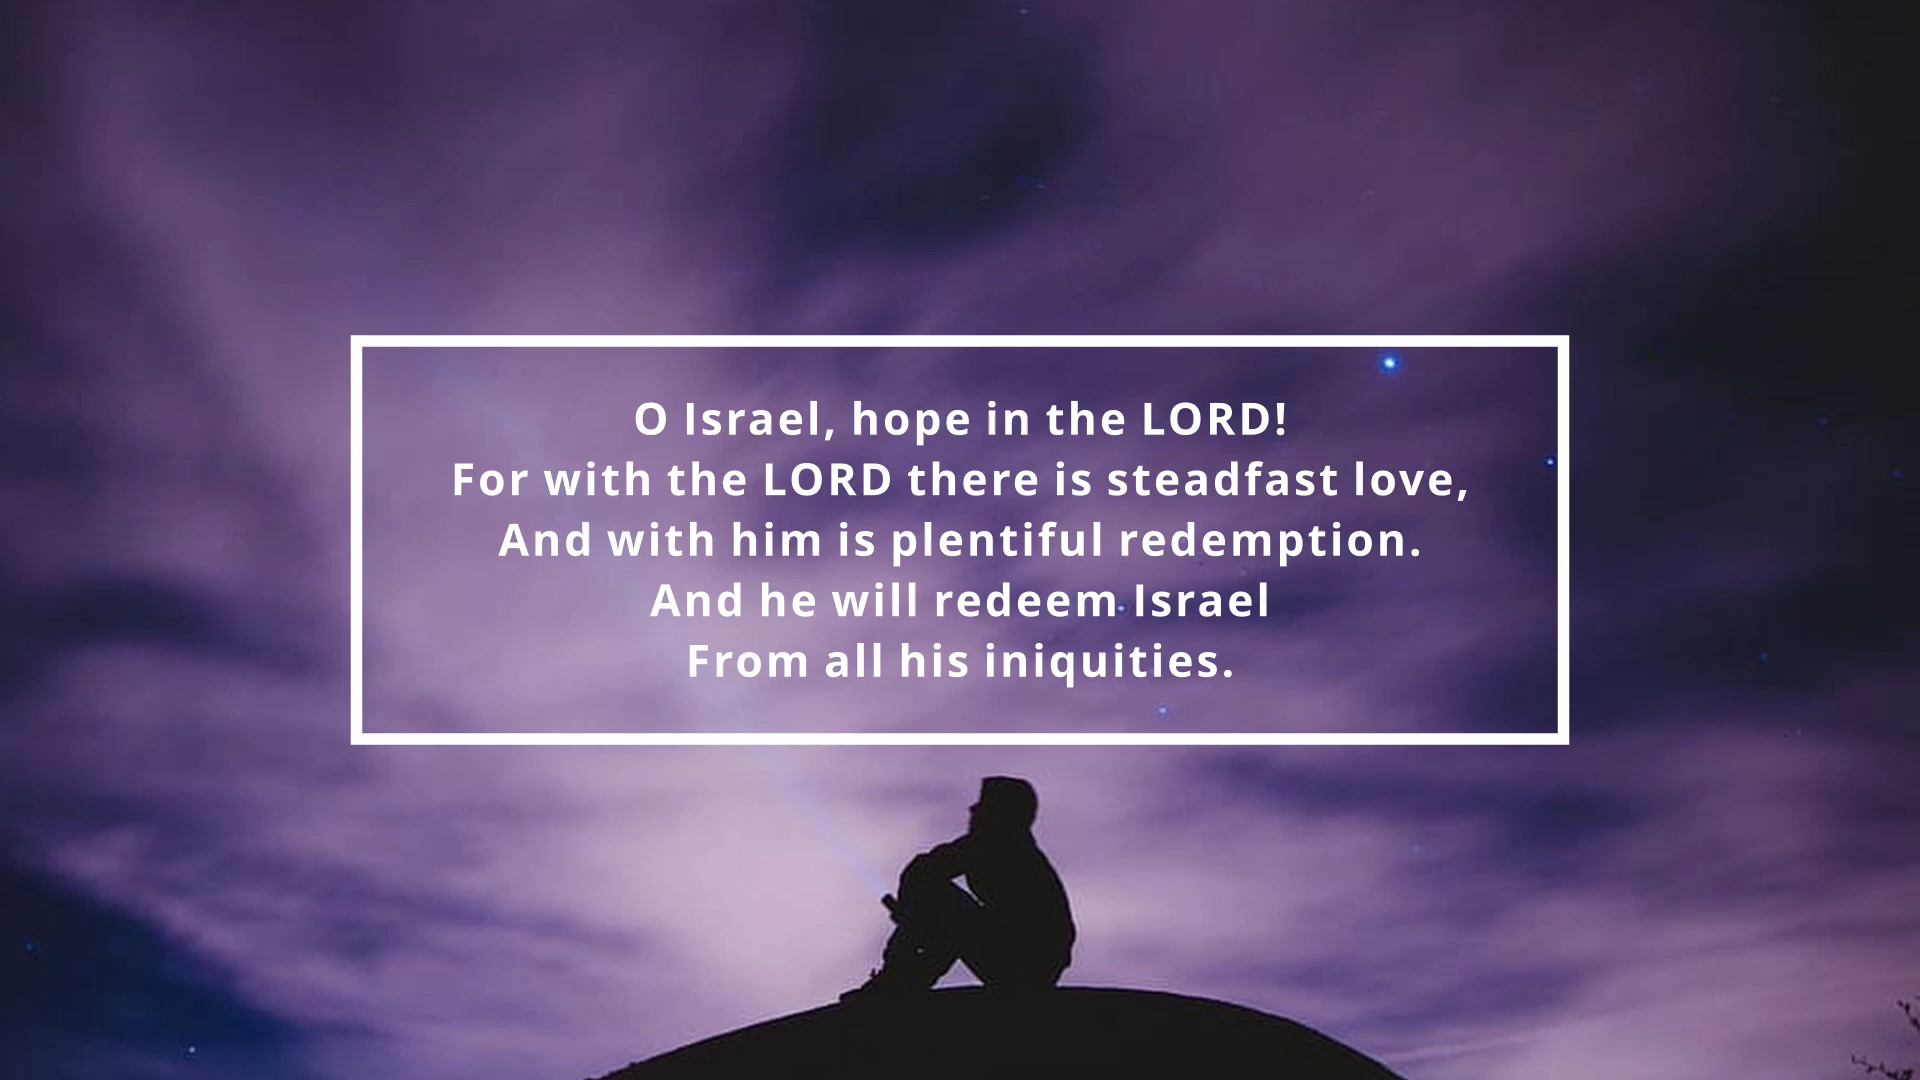 O Israel, hope in the LORD!
For with the LORD there is steadfast love,
And with him is plentiful redemption.
And he will redeem Israel
From all his iniquities.